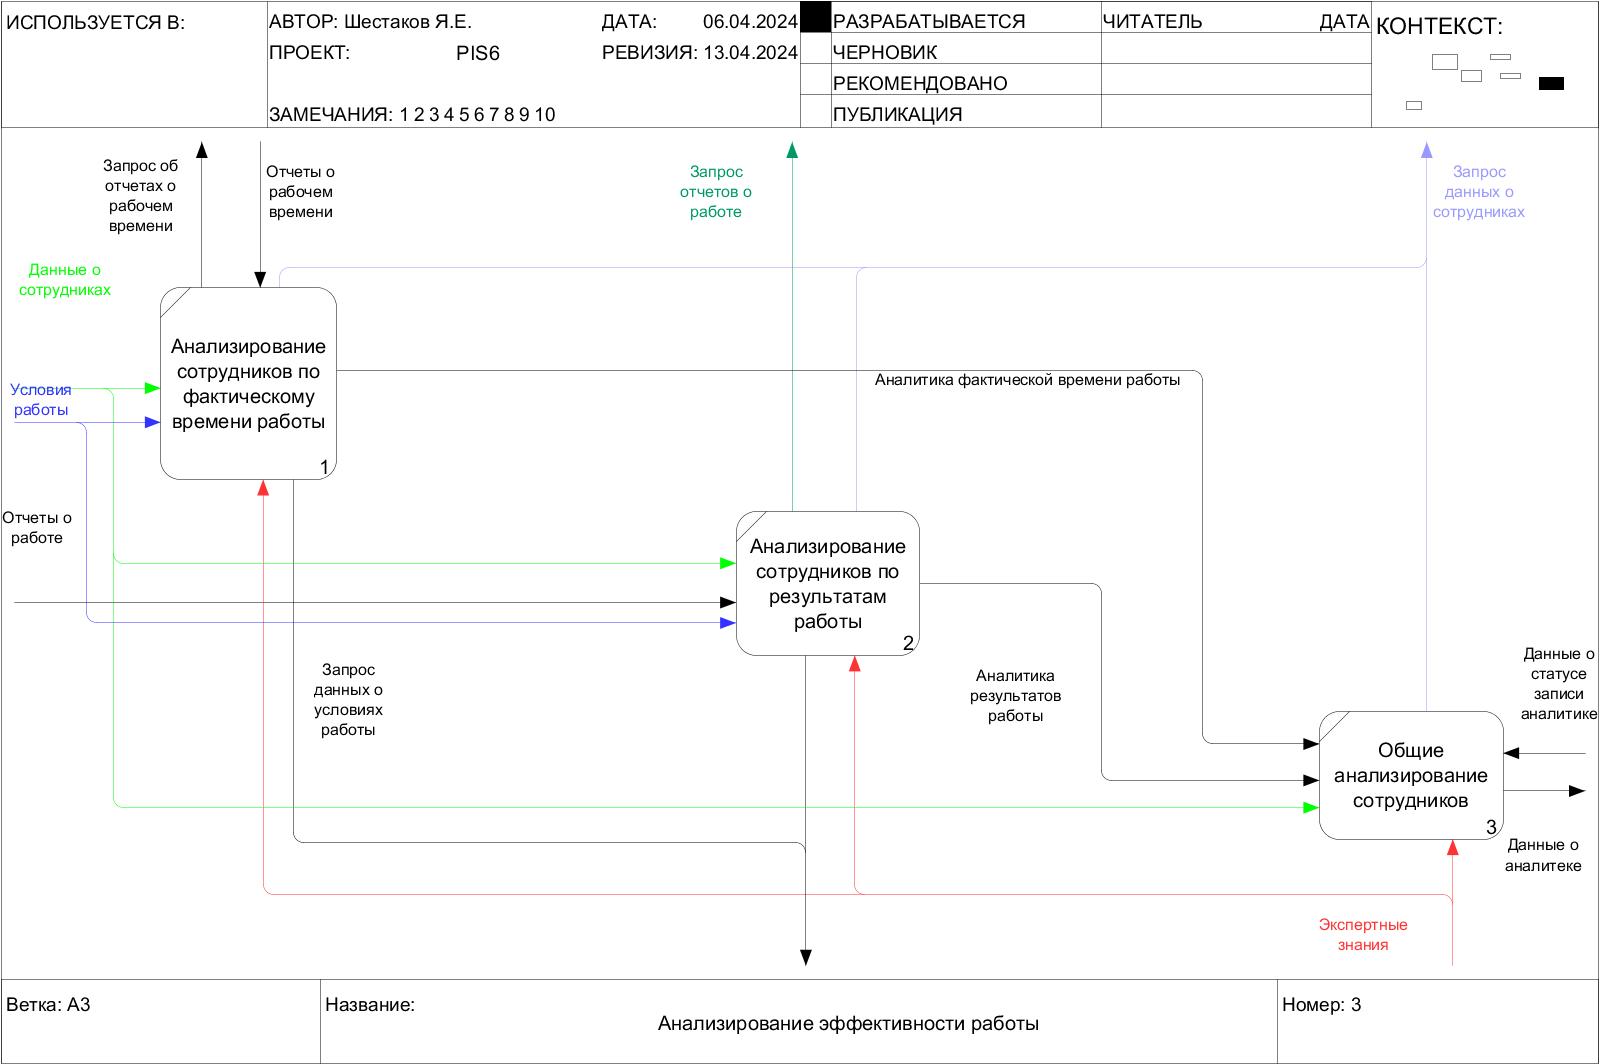 ИСПОЛЬЗУЕТСЯ В:
АВТОР: Шестаков Я.Е.
ДАТА: 06.04.2024
ПРОЕКТ: PIS6
РЕВИЗИЯ: 13.04.2024
ЗАМЕЧАНИЯ: 1 2 3 4 5 6 7 8 9 10
РАЗРАБАТЫВАЕТСЯ
ЧЕРНОВИК
РЕКОМЕНДОВАНО
ПУБЛИКАЦИЯ
ЧИТАТЕЛЬ
ДАТА
КОНТЕКСТ:
Запрос об
отчетах о
рабочем
времени
Отчеты о
рабочем
времени
Запрос
отчетов о
работе
Запрос
данных о
сотрудниках
Данные о
сотрудниках
Анализирование
сотрудников по
фактическому
времени работы
1
Условия
работы
Аналитика фактической времени работы
Отчеты о
работе
Анализирование
сотрудников по
результатам
работы
2
Запрос
данных о
условиях
работы
Аналитика
результатов
работы
Данные о
статусе
записи
аналитике
Общие
анализирование
сотрудников
3
Данные о
аналитеке
Экспертные
знания
Ветка: A3
Название:
Анализирование эффективности работы
Номер: 3